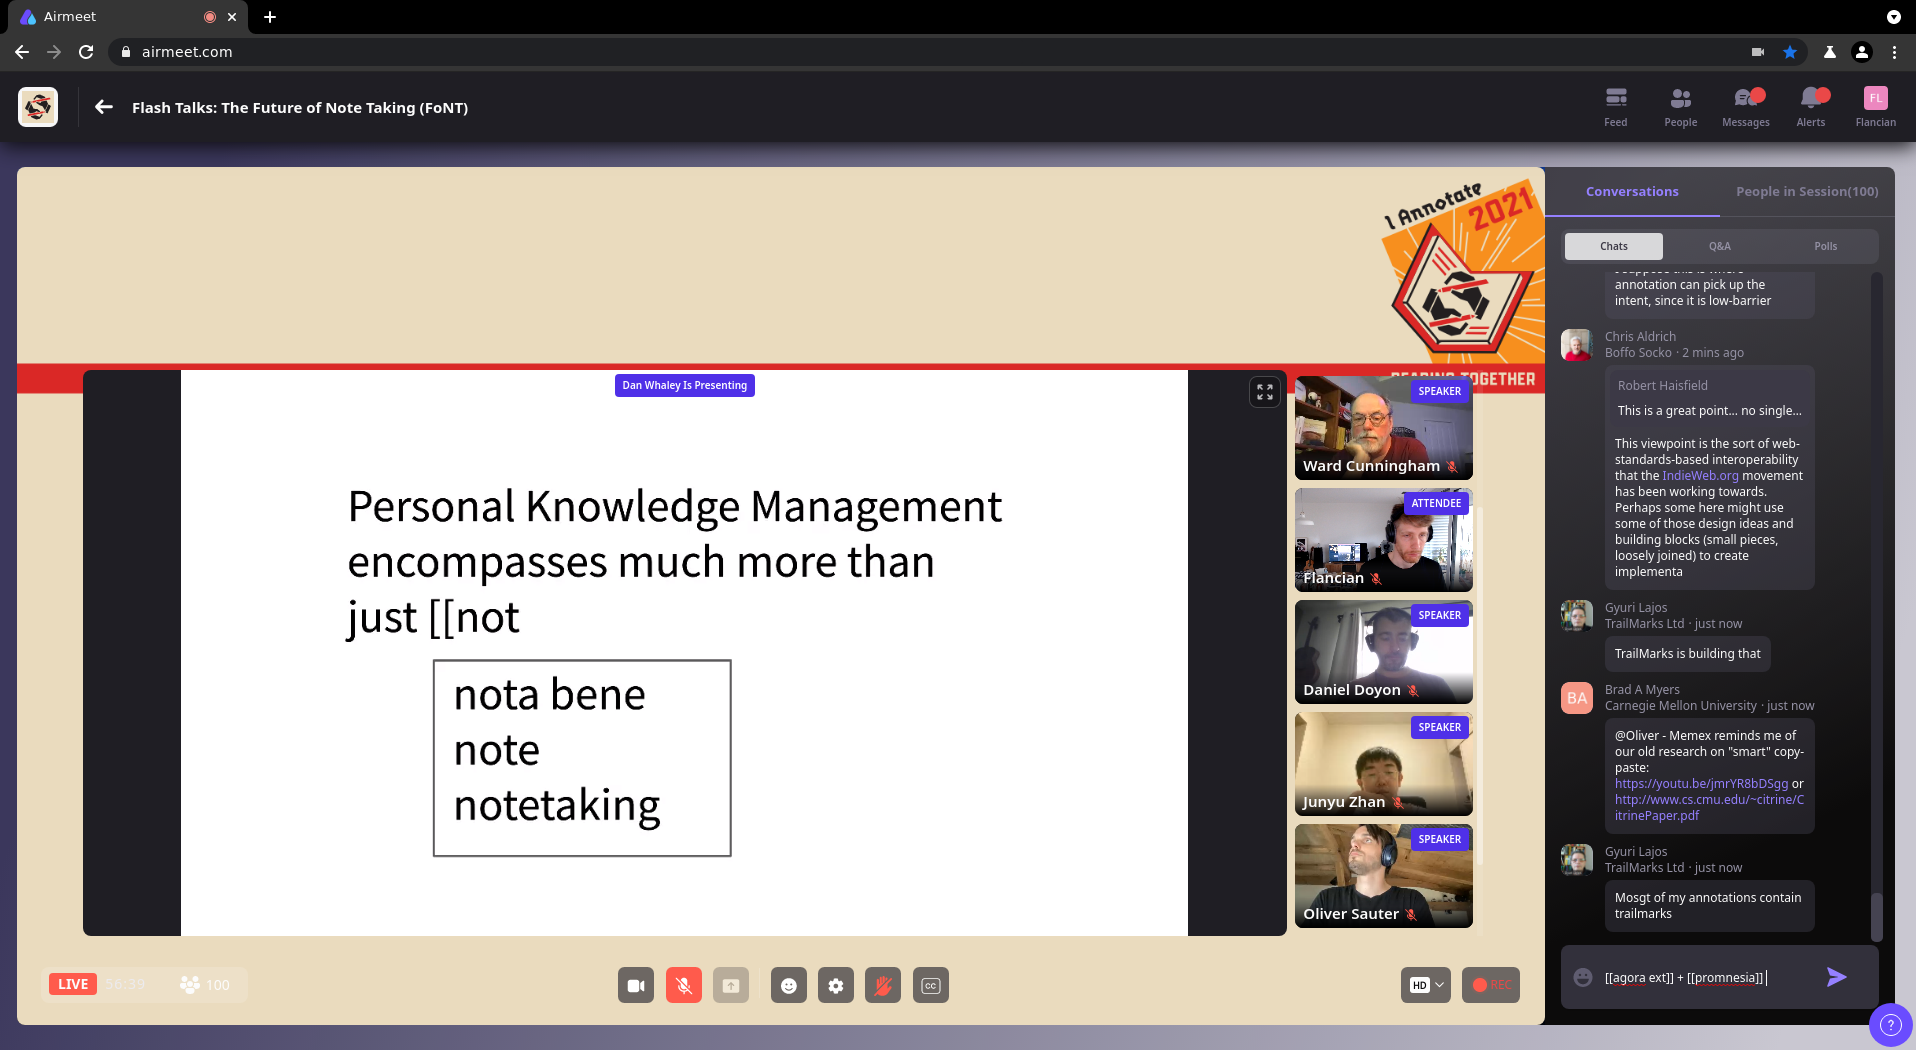 Airmeet
airmeet.com
Flash Talks: The Future of Note Taking (FoNT)
Feed
People
Messages
Alerts
FL
Flancian
I Annotate
2021
READING TOGETHER
Dan Whaley Is Presenting
Personal Knowledge Management
encompasses much more than
just [[not
nota bene
note
notetaking
SPEAKER
Ward Cunningham
ATTENDEE
Flancian
SPEAKER
Daniel Doyon
SPEAKER
Junyu Zhan
SPEAKER
Oliver Sauter
LIVE
56:39
100
CC
HD
REC
Conversations
People in Session(100)
Chats
Q&A
Polls
annotation can pick up the
intent, since it is low-barrier
Chris Aldrich
Boffo Socko · 2 mins ago
Robert Haisfield
This is a great point... no single...
This viewpoint is the sort of web-
standards-based interoperability
that the IndieWeb.org movement
has been working towards.
Perhaps some here might use
some of those design ideas and
building blocks (small pieces,
loosely joined) to create
implementa
Gyuri Lajos
TrailMarks Ltd · just now
TrailMarks is building that
BA
Brad A Myers
Carnegie Mellon University · just now
@Oliver - Memex reminds me of
our old research on "smart" copy-
paste:
https://youtu.be/jmrYR8bDSgg or
http://www.cs.cmu.edu/~citrine/C
itrinePaper.pdf
Gyuri Lajos
TrailMarks Ltd · just now
Mosgt of my annotations contain
trailmarks
[[agora ext]] + [[promnesia]]
?